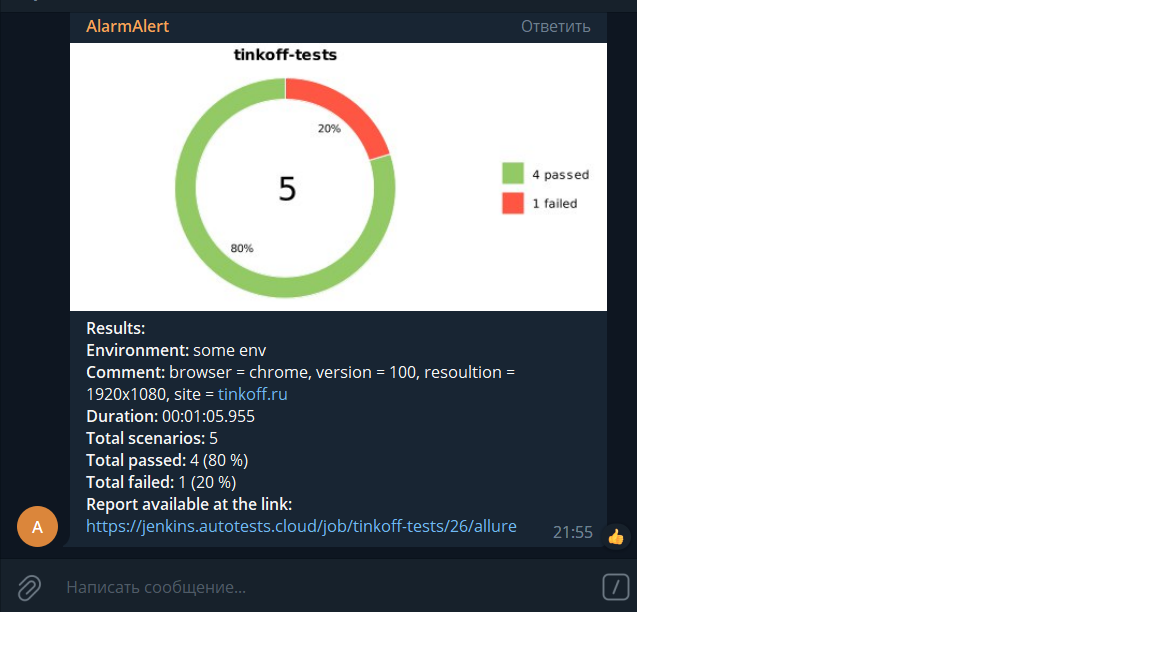 AlarmAlert
Ответить
tinkoff-tests
20%
5
80%
4 passed
1 failed
Results:
Environment: some env
Comment: browser = chrome, version = 100, resoultion =
1920x1080, site = tinkoff.ru
Duration: 00:01:05.955
Total scenarios: 5
Total passed: 4 (80 %)
Total failed: 1 (20 %)
Report available at the link:
https://jenkins.autotests.cloud/job/tinkoff-tests/26/allure
21:55
A
Написать сообщение...
/